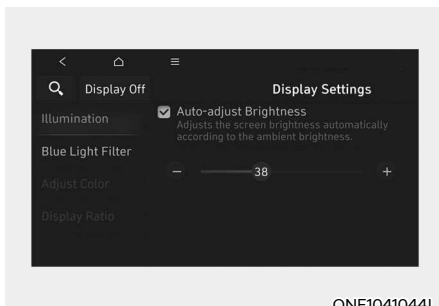 Display Off
Display Settings
Illumination
Auto-adjust Brightness
Adjusts the screen brightness automatically
according to the ambient brightness.
Blue Light Filter
38
Adjust Color
Display Ratio